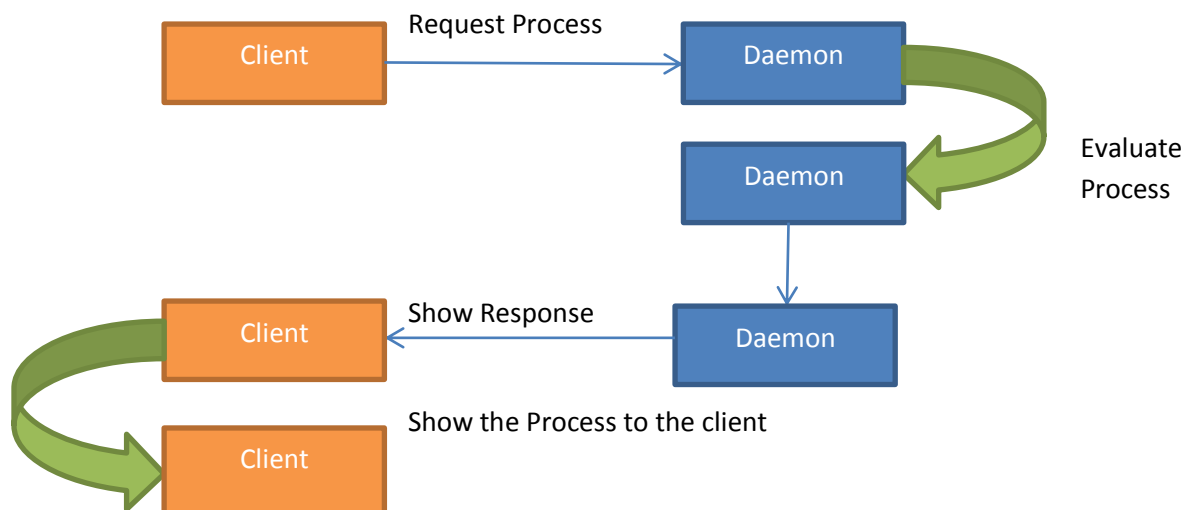 Request Process
Client
Daemon
Evaluate
Process
Daemon
Show Response
Client
Daemon
Show the Process to the client
Client